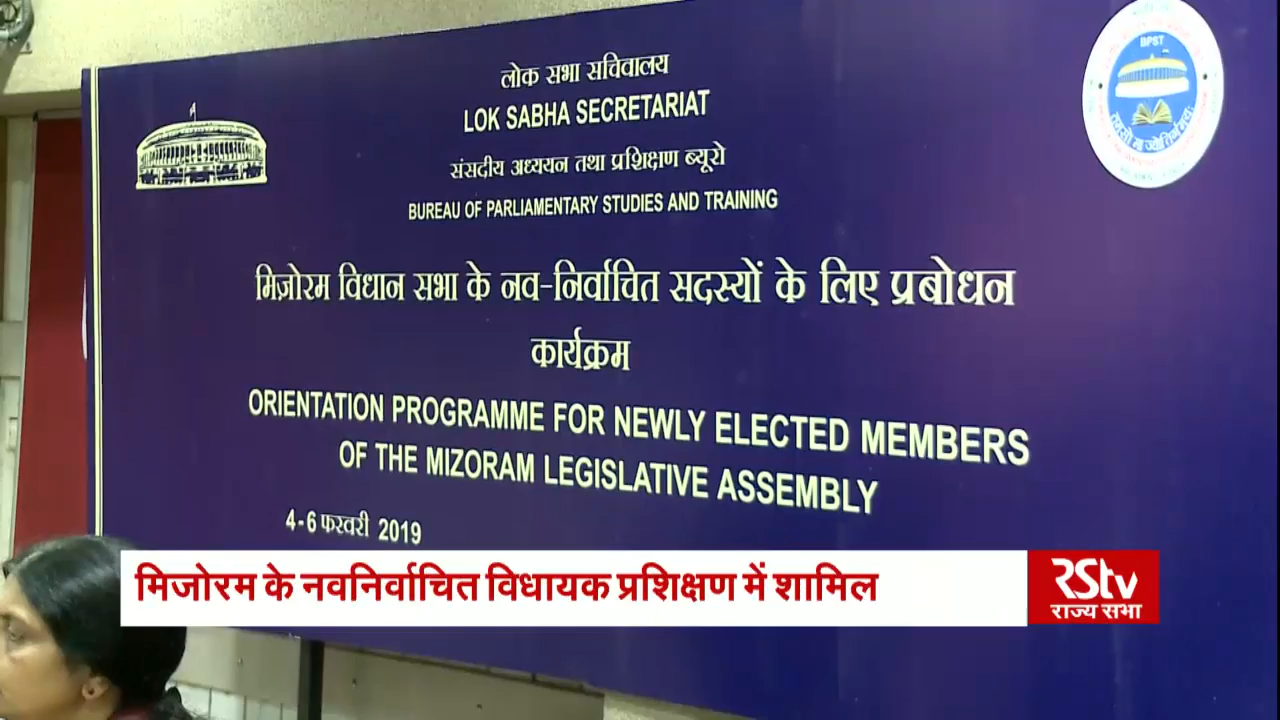 लोक सभा सचिवालय
LOK SABHA SECRETARIAT
संसदीय अध्ययन तथा प्रशिक्षण ब्यूरो
BUREAU OF PARLIAMENTARY STUDIES AND TRAINING
मिज़ोरम विधान सभा के नव-निर्वाचित सदस्यों के लिए प्रबोधन
कार्यक्रम
ORIENTATION PROGRAMME FOR NEWLY ELECTED MEMBERS
OF THE MIZORAM LEGISLATIVE ASSEMBLY
4-6 फरवरी 2019
BPST
तमसो मा ज्योतिर्गमयः
मिजोरम के नवनिर्वाचित विधायक प्रशिक्षण में शामिल
RSTV
राज्य सभा